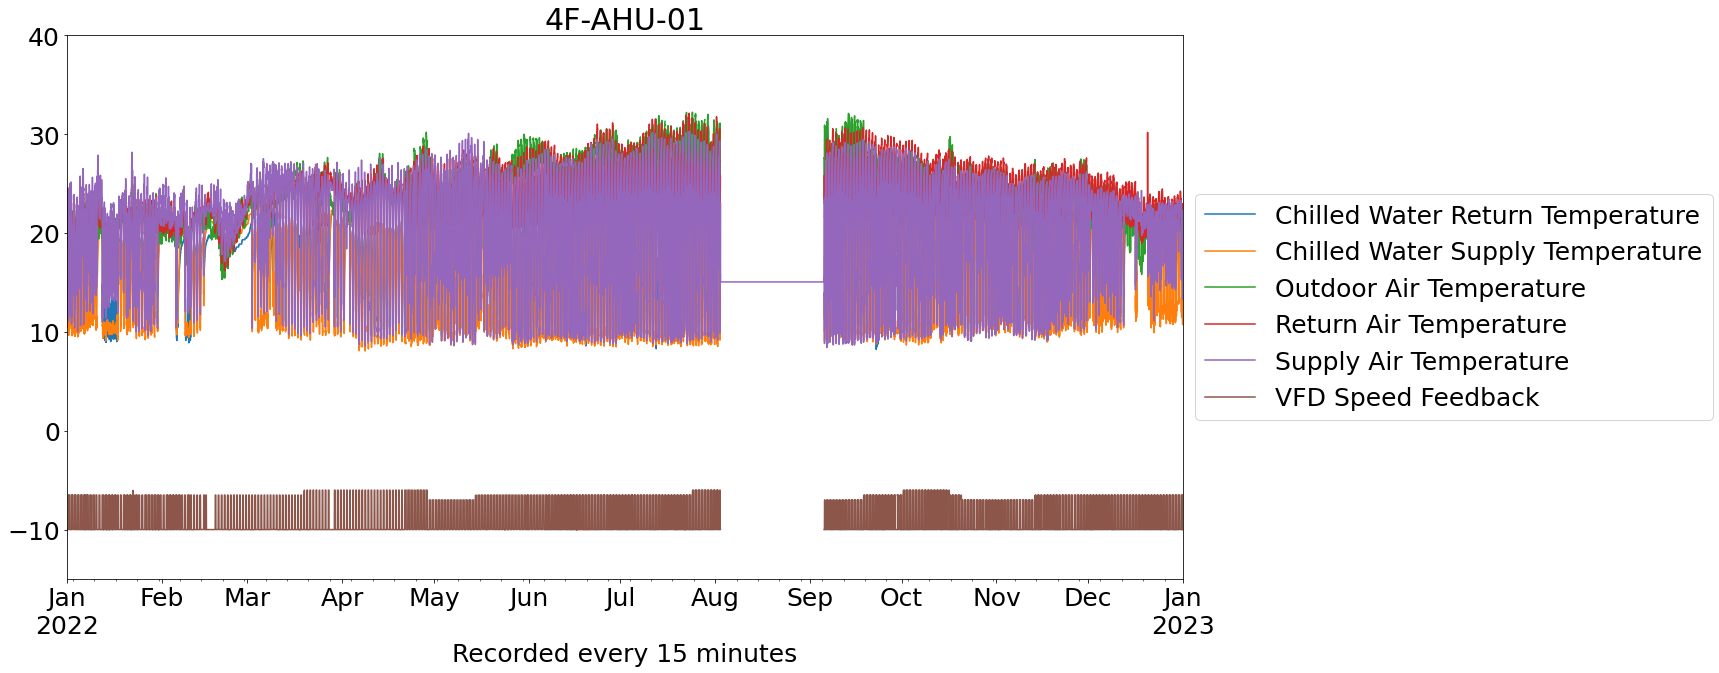 4F-AHU-01
40
30
20
10
0
−10
Jan Feb Mar Apr May Jun Jul Aug Sep Oct Nov Dec Jan
2022 2023
Recorded every 15 minutes
Chilled Water Return Temperature
Chilled Water Supply Temperature
Outdoor Air Temperature
Return Air Temperature
Supply Air Temperature
VFD Speed Feedback